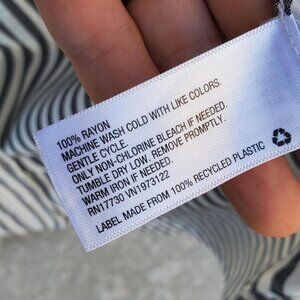 100% RAYON
MACHINE WASH COLD WITH LIKE COLORS.
GENTLE CYCLE.
ONLY NON-CHLORINE BLEACH IF NEEDED.
TUMBLE DRY LOW. REMOVE PROMPTLY.
WARM IRON IF NEEDED.
RN17730 VN1973122
LABEL MADE FROM 100% RECYCLED PLASTIC